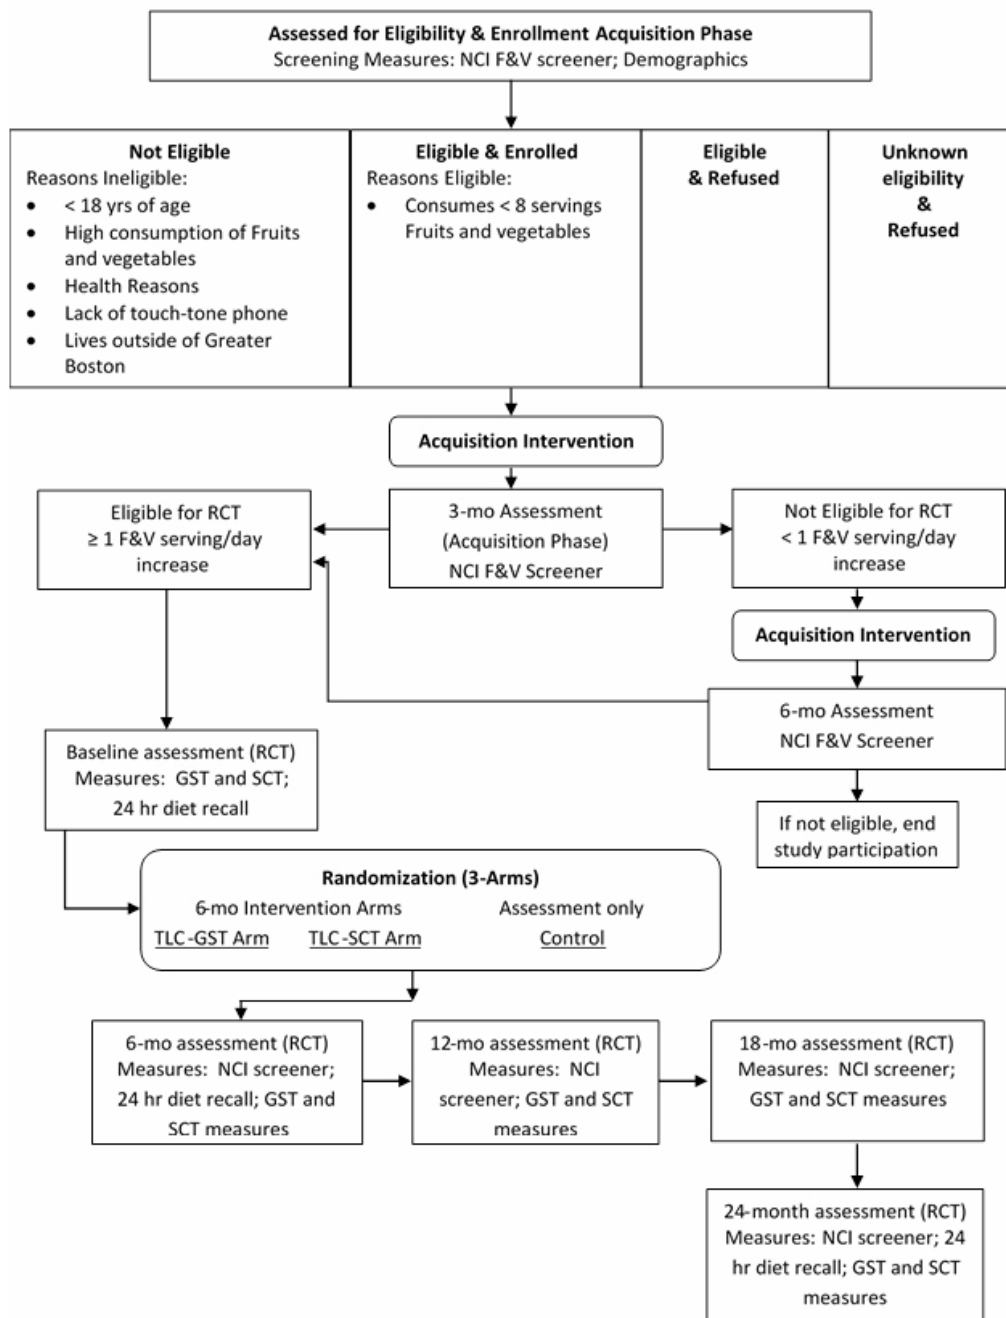 Assessed for Eligibility & Enrollment Acquisition Phase
Screening Measures: NCI F&V screener; Demographics
Not Eligible
Reasons Ineligible:
• < 18 yrs of age
• High consumption of Fruits
and vegetables
• Health Reasons
• Lack of touch-tone phone
• Lives outside of Greater
Boston
Eligible & Enrolled
Reasons Eligible:
• Consumes < 8 servings
Fruits and vegetables
Eligible
& Refused
Unknown
eligibility
&
Refused
Acquisition Intervention
Eligible for RCT
≥ 1 F&V serving/day
increase
3-mo Assessment
(Acquisition Phase)
NCI F&V Screener
Not Eligible for RCT
< 1 F&V serving/day
increase
Acquisition Intervention
6-mo Assessment
NCI F&V Screener
If not eligible, end
study participation
Baseline assessment (RCT)
Measures: GST and SCT;
24 hr diet recall
Randomization (3-Arms)
6-mo Intervention Arms Assessment only
TLC-GST Arm TLC-SCT Arm Control
6-mo assessment (RCT)
Measures: NCI screener;
24 hr diet recall; GST and
SCT measures
12-mo assessment (RCT)
Measures: NCI
screener; GST and SCT
measures
18-mo assessment (RCT)
Measures: NCI screener;
GST and SCT measures
24-month assessment (RCT)
Measures: NCI screener; 24
hr diet recall; GST and SCT
measures